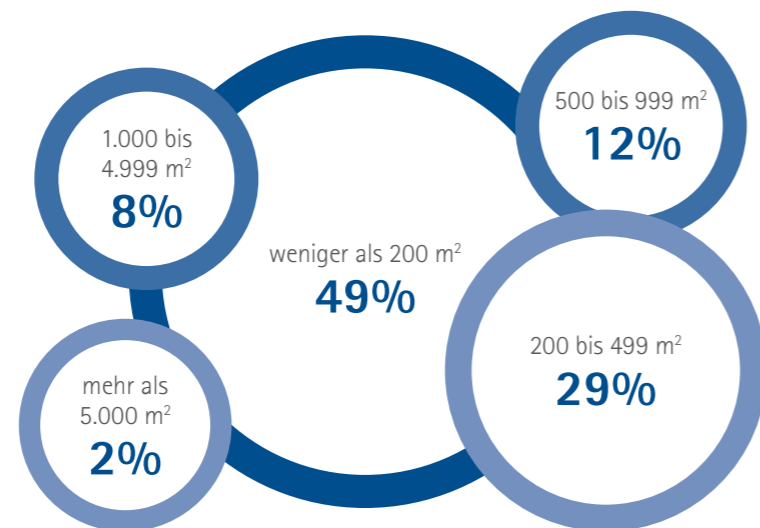 500 bis 999 m²
12%
1.000 bis
4.999 m²
8%
weniger als 200 m²
49%
200 bis 499 m²
29%
mehr als
5.000 m²
2%